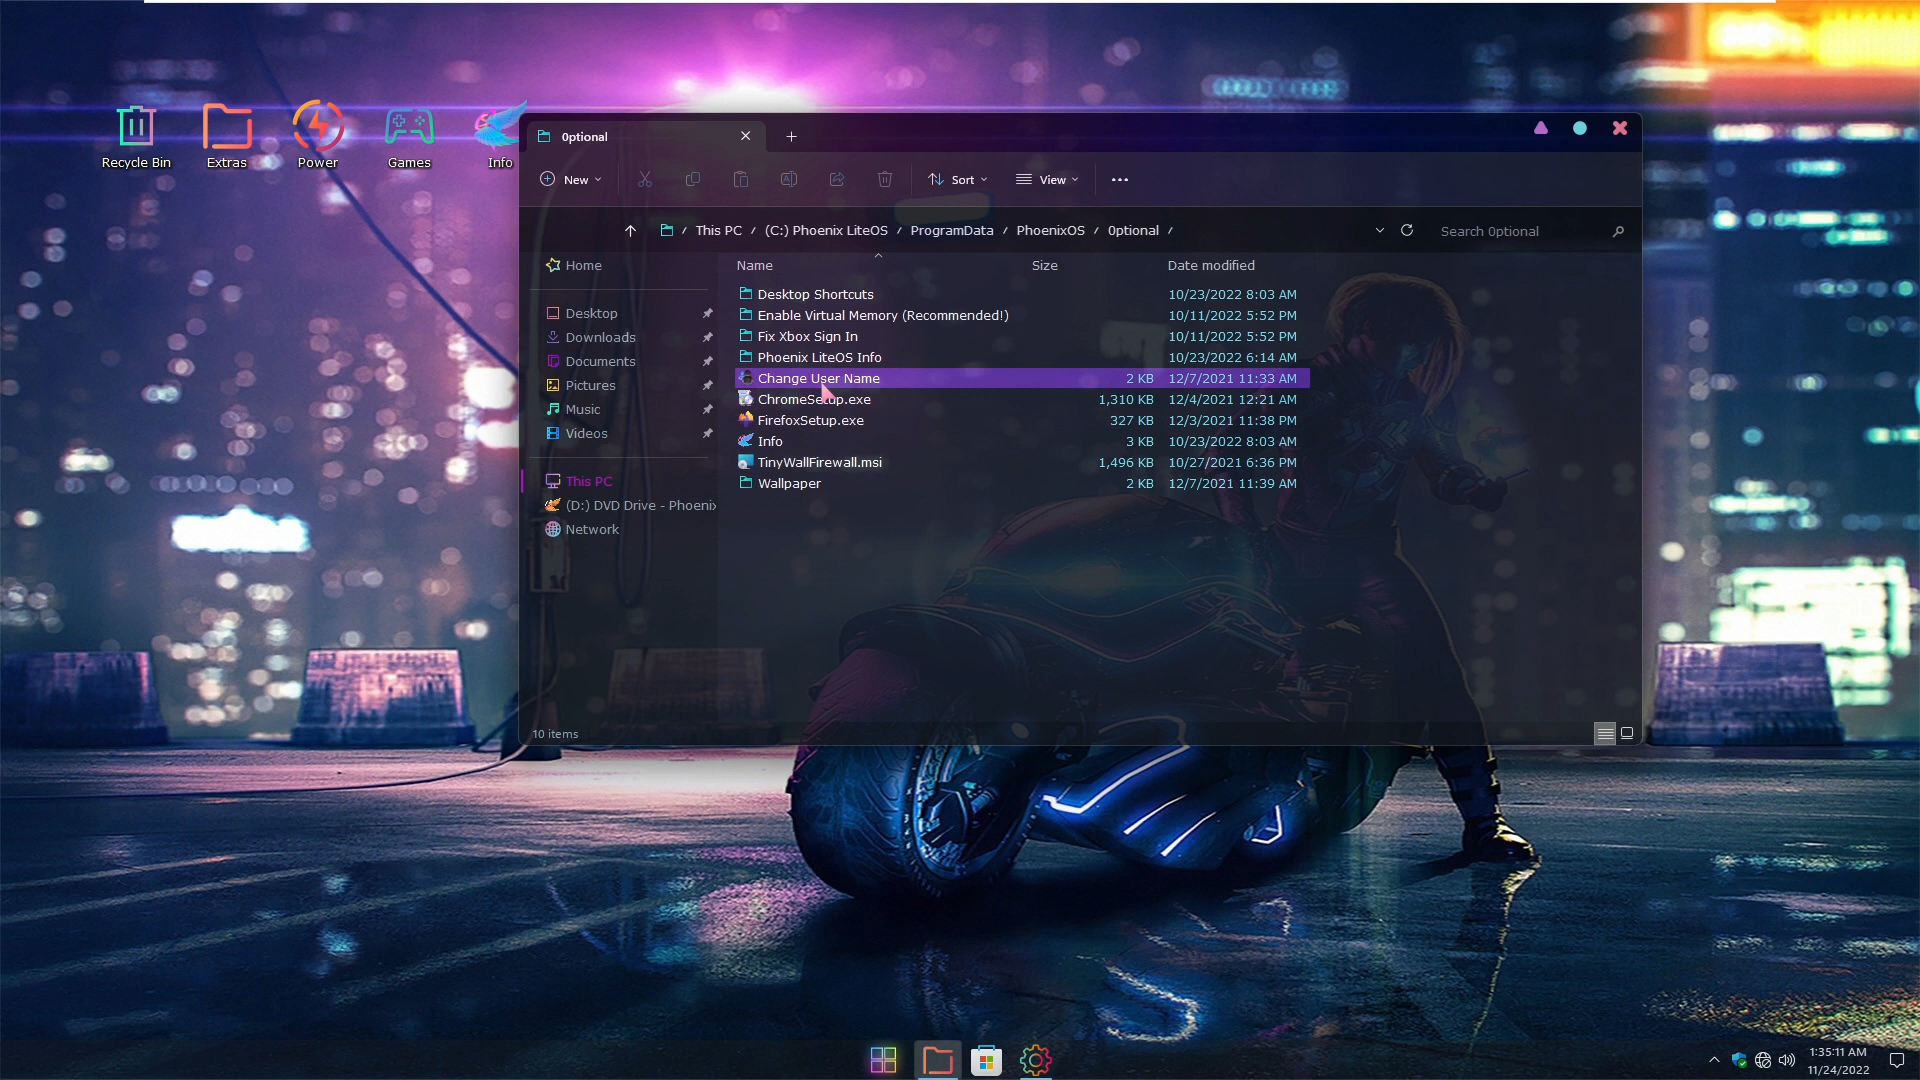 Recycle Bin
Extras
Power
Games
Info
0ptional
New
Sort
View
This PC / (C:) Phoenix LiteOS / ProgramData / PhoenixOS / 0ptional /
Search 0ptional
Home
Desktop
Downloads
Documents
Pictures
Music
Videos
This PC
(D:) DVD Drive - Phoenix
Network
Name Size Date modified
Desktop Shortcuts 10/23/2022 8:03 AM
Enable Virtual Memory (Recommended!) 10/11/2022 5:52 PM
Fix Xbox Sign In 10/11/2022 5:52 PM
Phoenix LiteOS Info 10/23/2022 6:14 AM
Change User Name 2 KB 12/7/2021 11:33 AM
ChromeSetup.exe 1,310 KB 12/4/2021 12:21 AM
FirefoxSetup.exe 327 KB 12/3/2021 11:38 PM
Info 3 KB 10/23/2022 8:03 AM
TinyWallFirewall.msi 1,496 KB 10/27/2021 6:36 PM
Wallpaper 2 KB 12/7/2021 11:39 AM
10 items
1:35:11 AM
11/24/2022